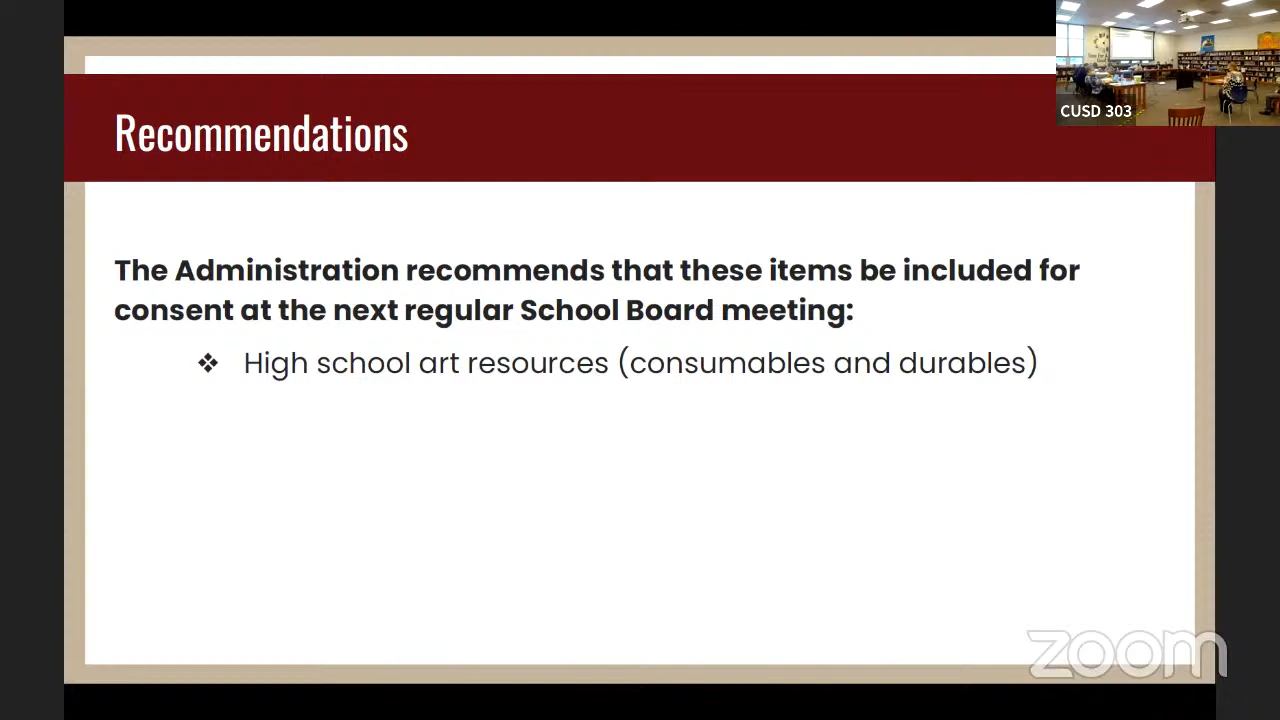 CUSD 303
Recommendations
The Administration recommends that these items be included for
consent at the next regular School Board meeting:
❖ High school art resources (consumables and durables)
zoom